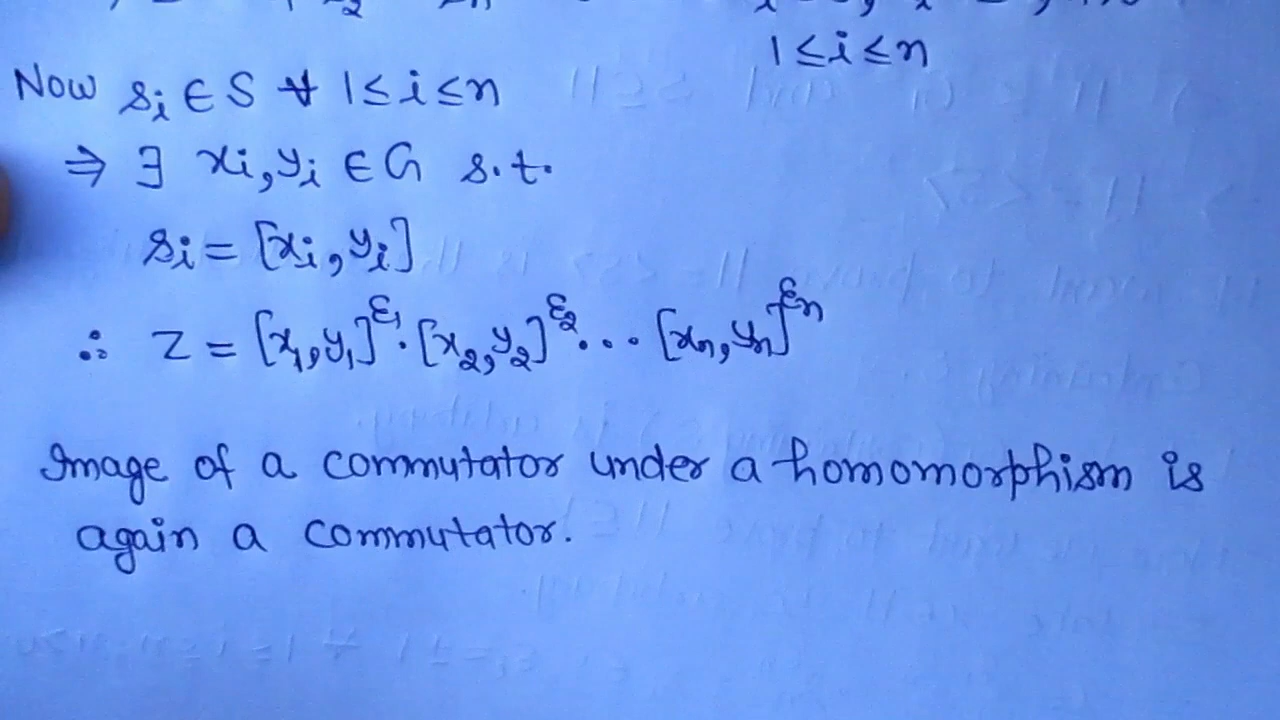 1≤i≤n
Now sᵢ ∈ S ∀ 1≤i≤n
⇒ ∃ xᵢ,yᵢ ∈ G s.t.
sᵢ = [xᵢ,yᵢ]
∴ z = [x₁,y₁]^ε₁·[x₂,y₂]^ε₂... [xₙ,yₙ]^εₙ
Image of a commutator under a homomorphism is
again a commutator.